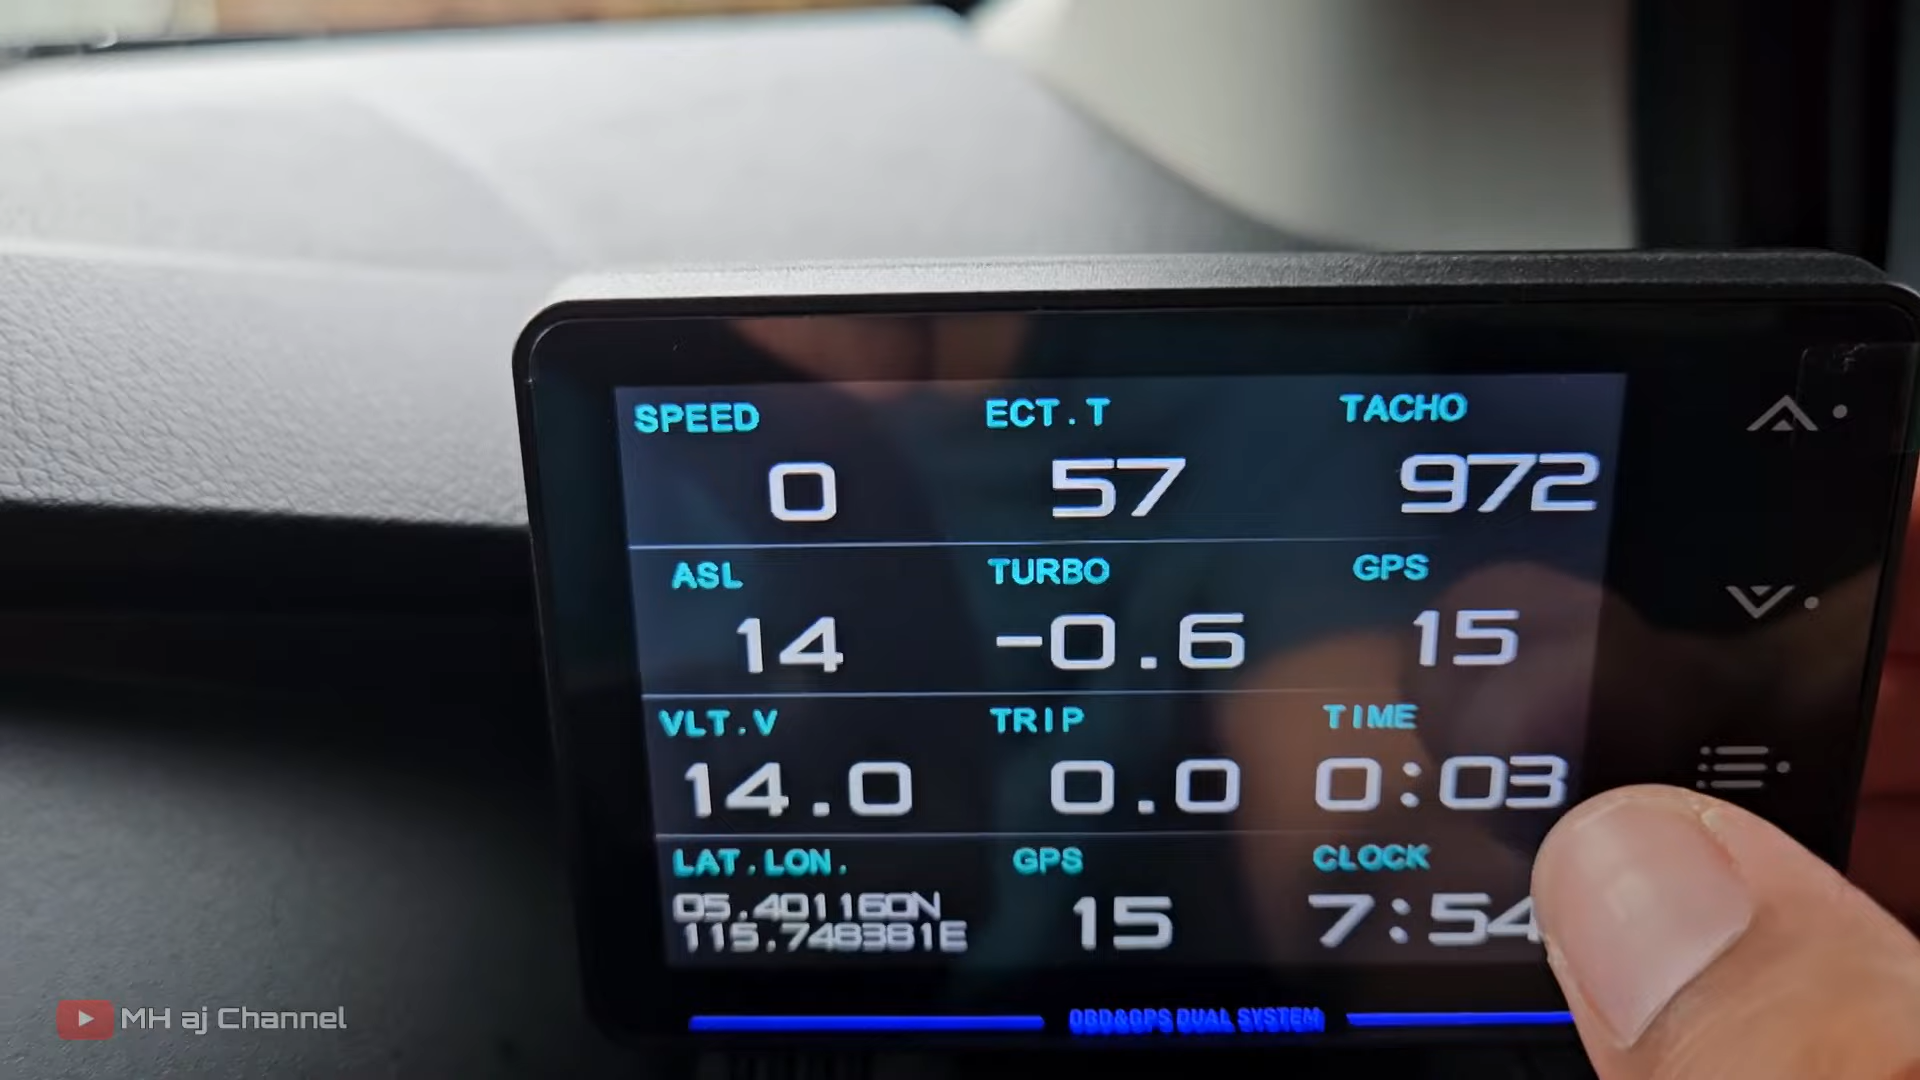 SPEED ECT.T TACHO
0 57 972
ASL TURBO GPS
14 -0.6 15
VLT.V TRIP TIME
14.0 0.0 0:03
LAT.LON. GPS CLOCK
05.401160N
115.748381E 15 7:54
OBD&GPS DUAL SYSTEM
MH aj Channel